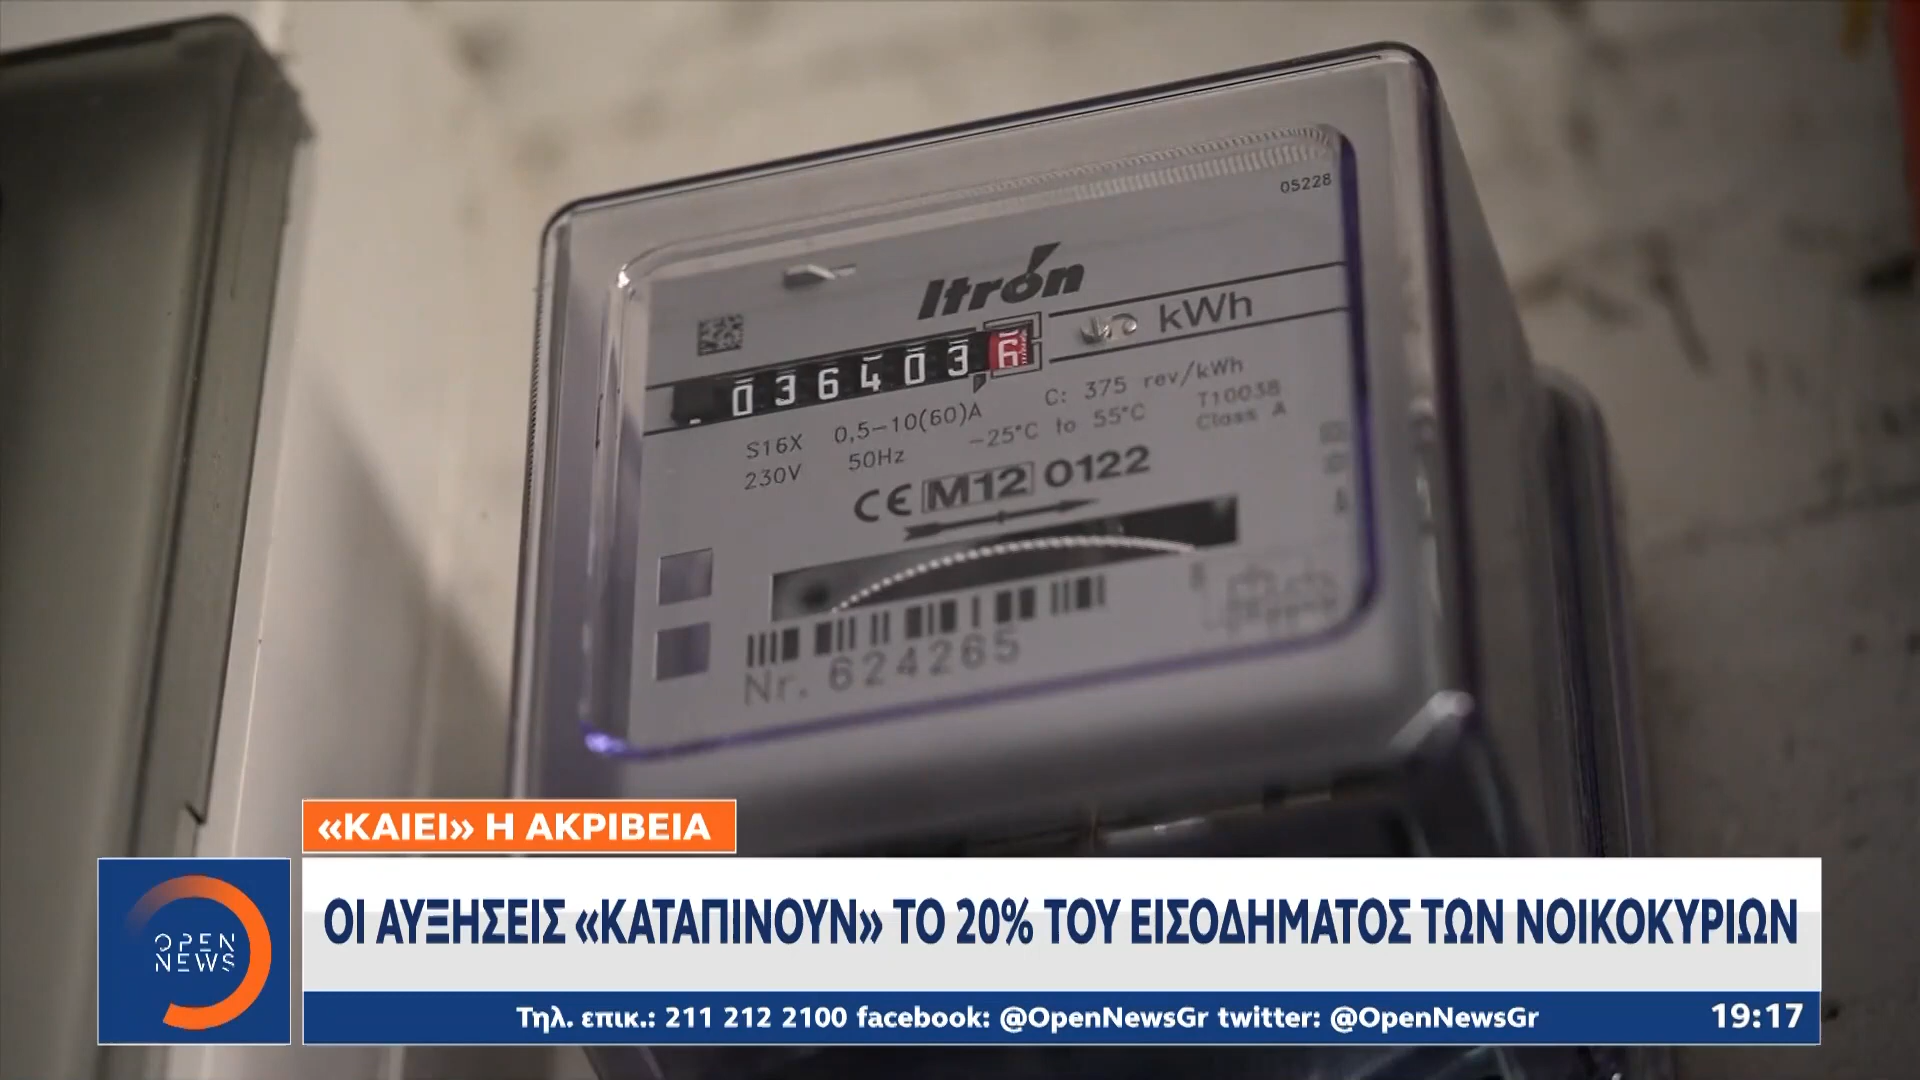 05228
Itrón
kWh
0364036
C: 375 rev/kWh
S16X 0,5-10(60)A -25°C to 55°C T10038
230V 50Hz Class A
CE M12 0122
Nr. 624265
«ΚΑΙΕΙ» Η ΑΚΡΙΒΕΙΑ
ΟΙ ΑΥΞΗΣΕΙΣ «ΚΑΤΑΠΙΝΟΥΝ» ΤΟ 20% ΤΟΥ ΕΙΣΟΔΗΜΑΤΟΣ ΤΩΝ ΝΟΙΚΟΚΥΡΙΩΝ
OPEN
NEWS
Τηλ. επικ.: 211 212 2100 facebook: @OpenNewsGr twitter: @OpenNewsGr 19:17